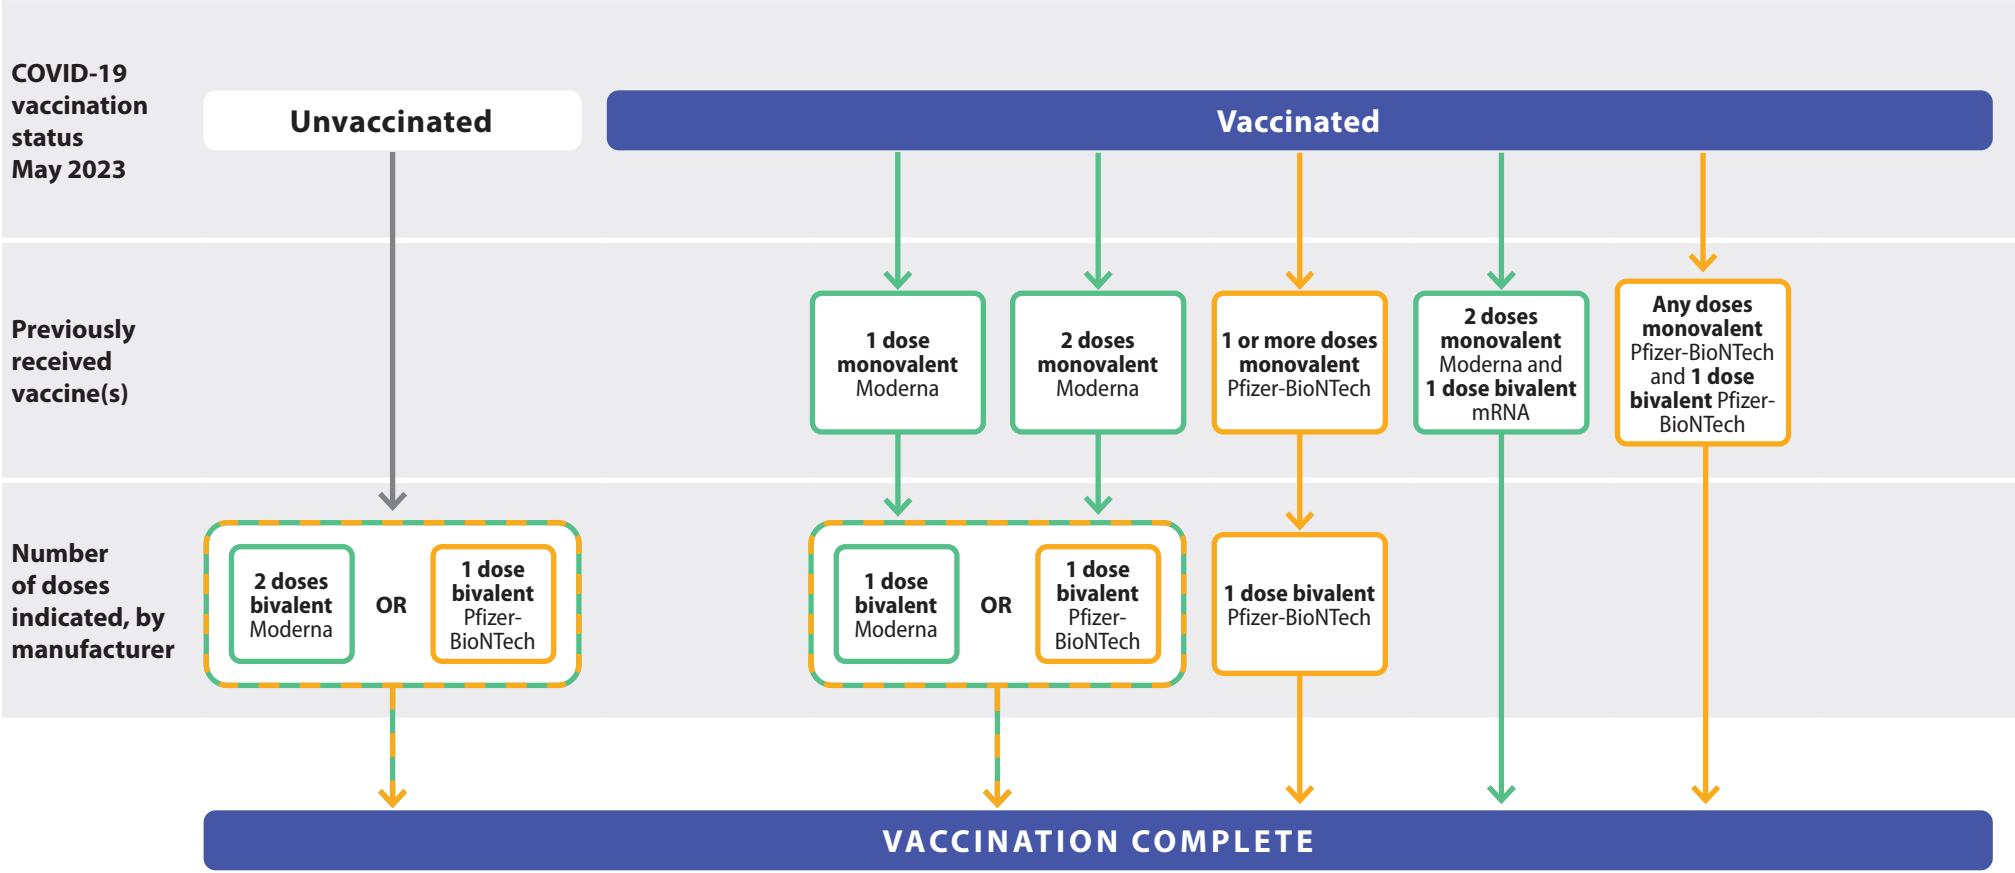 COVID-19
vaccination
status
May 2023
Unvaccinated
Vaccinated
Previously
received
vaccine(s)
1 dose
monovalent
Moderna
2 doses
monovalent
Moderna
1 or more doses
monovalent
Pfizer-BioNTech
2 doses
monovalent
Moderna and
1 dose bivalent
mRNA
Any doses
monovalent
Pfizer-BioNTech
and 1 dose
bivalent Pfizer-
BioNTech
Number
of doses
indicated, by
manufacturer
2 doses
bivalent
Moderna
OR
1 dose
bivalent
Pfizer-
BioNTech
1 dose
bivalent
Moderna
OR
1 dose
bivalent
Pfizer-
BioNTech
1 dose bivalent
Pfizer-BioNTech
VACCINATION COMPLETE